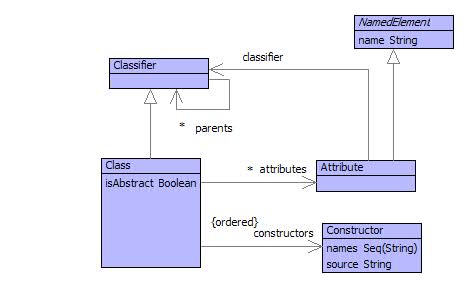 NamedElement
name String
Classifier
classifier
* parents
Class
isAbstract Boolean
* attributes
Attribute
{ordered}
constructors
Constructor
names Seq(String)
source String